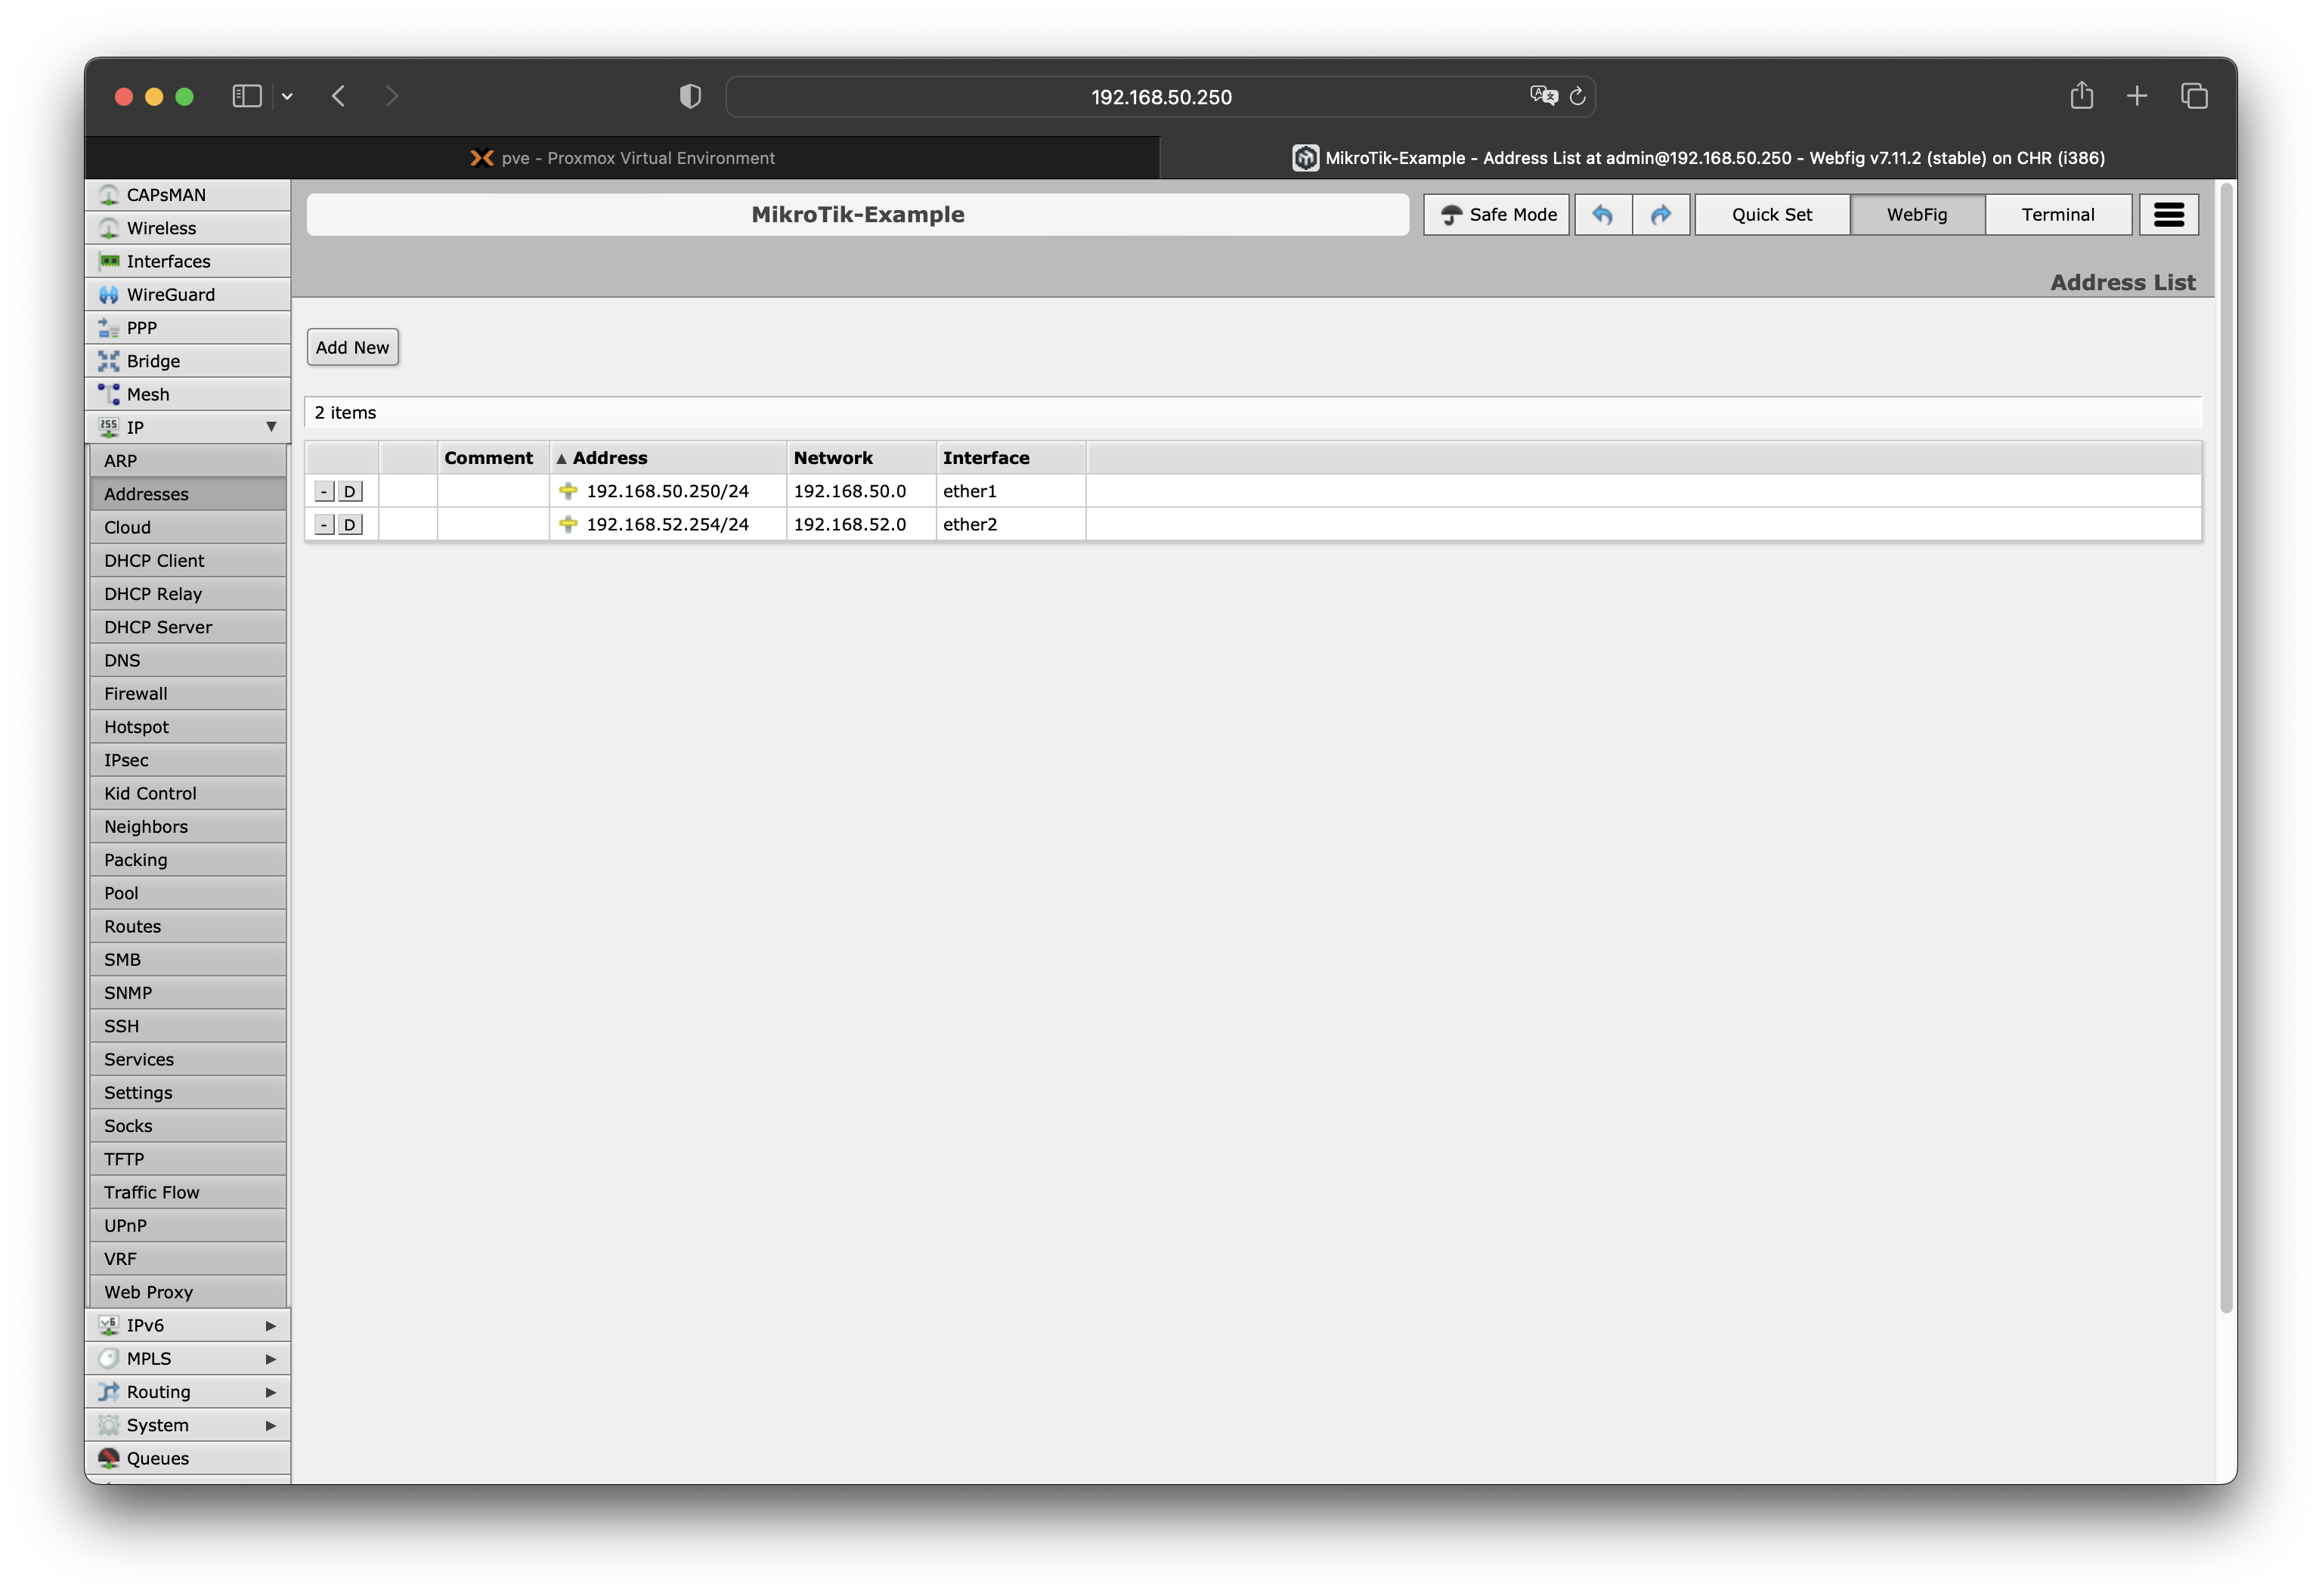 192.168.50.250
pve - Proxmox Virtual Environment
MikroTik-Example - Address List at admin@192.168.50.250 - Webfig v7.11.2 (stable) on CHR (i386)
CAPsMAN
Wireless
Interfaces
WireGuard
PPP
Bridge
Mesh
IP
ARP
Addresses
Cloud
DHCP Client
DHCP Relay
DHCP Server
DNS
Firewall
Hotspot
IPsec
Kid Control
Neighbors
Packing
Pool
Routes
SMB
SNMP
SSH
Services
Settings
Socks
TFTP
Traffic Flow
UPnP
VRF
Web Proxy
IPv6
MPLS
Routing
System
Queues
MikroTik-Example
Safe Mode
Quick Set
WebFig
Terminal
Address List
Add New
2 items
Comment ▲ Address Network Interface
- D 192.168.50.250/24 192.168.50.0 ether1
- D 192.168.52.254/24 192.168.52.0 ether2